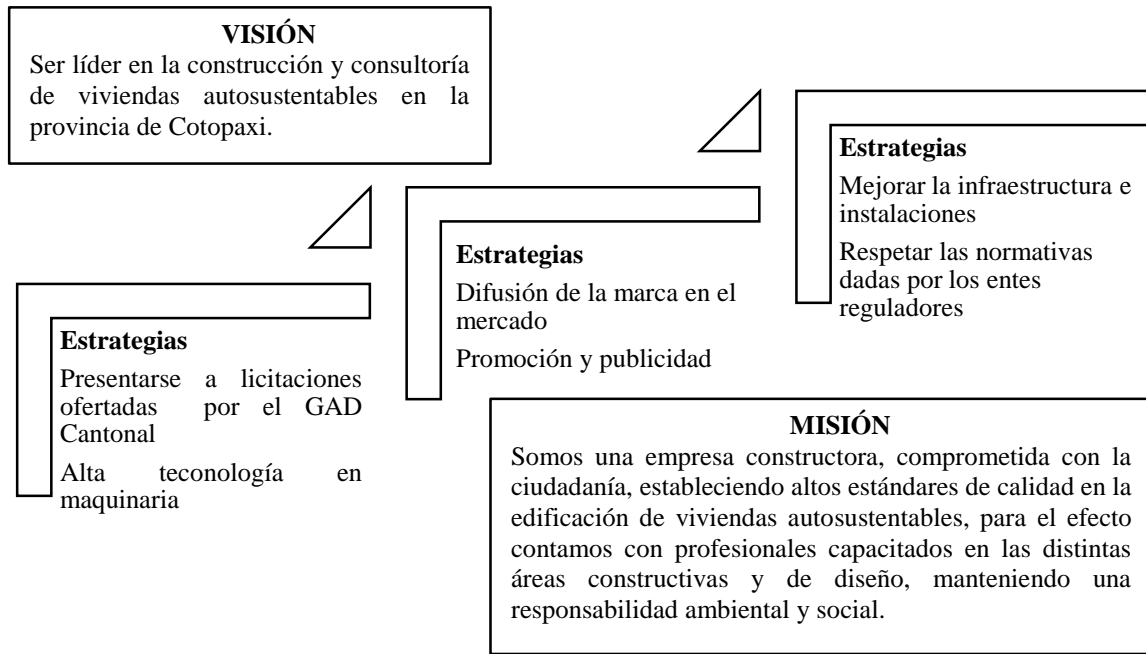 VISIÓN
Ser líder en la construcción y consultoría
de viviendas autosustentables en la
provincia de Cotopaxi.
Estrategias
Presentarse a licitaciones
ofertadas por el GAD
Cantonal
Alta teconología en
maquinaria
Estrategias
Difusión de la marca en el
mercado
Promoción y publicidad
Estrategias
Mejorar la infraestructura e
instalaciones
Respetar las normativas
dadas por los entes
reguladores
MISIÓN
Somos una empresa constructora, comprometida con la
ciudadanía, estableciendo altos estándares de calidad en la
edificación de viviendas autosustentables, para el efecto
contamos con profesionales capacitados en las distintas
áreas constructivas y de diseño, manteniendo una
responsabilidad ambiental y social.